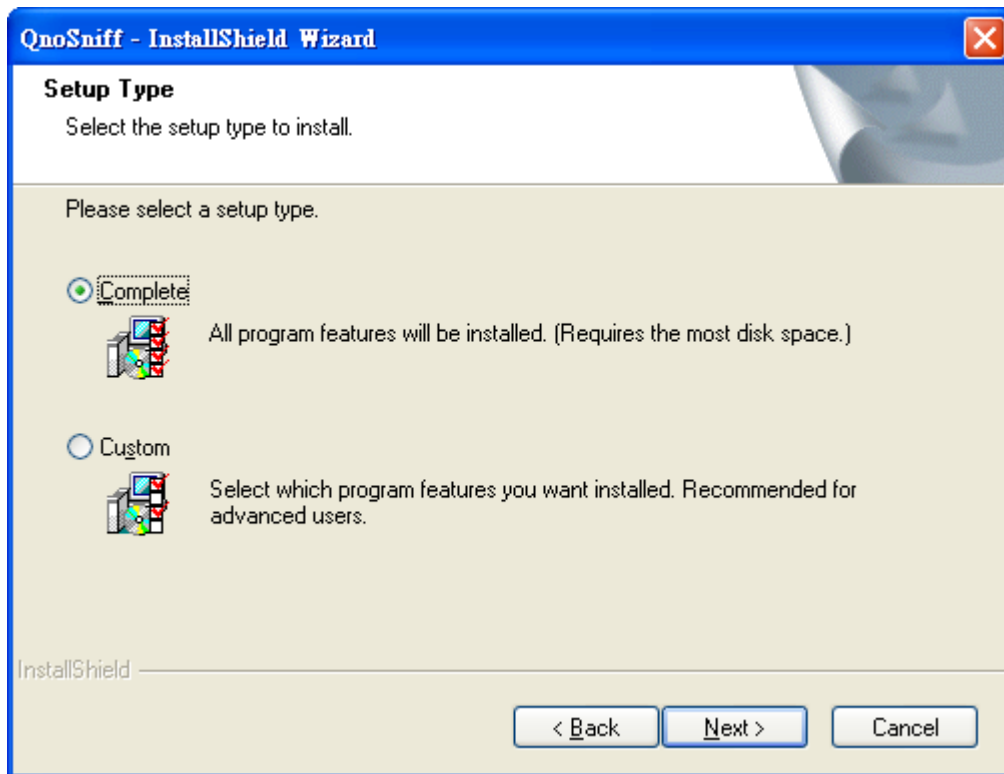 QnoSniff - InstallShield Wizard
Setup Type
Select the setup type to install.
Please select a setup type.
Complete
All program features will be installed. (Requires the most disk space.)
Custom
Select which program features you want installed. Recommended for
advanced users.
InstallShield
< Back
Next >
Cancel